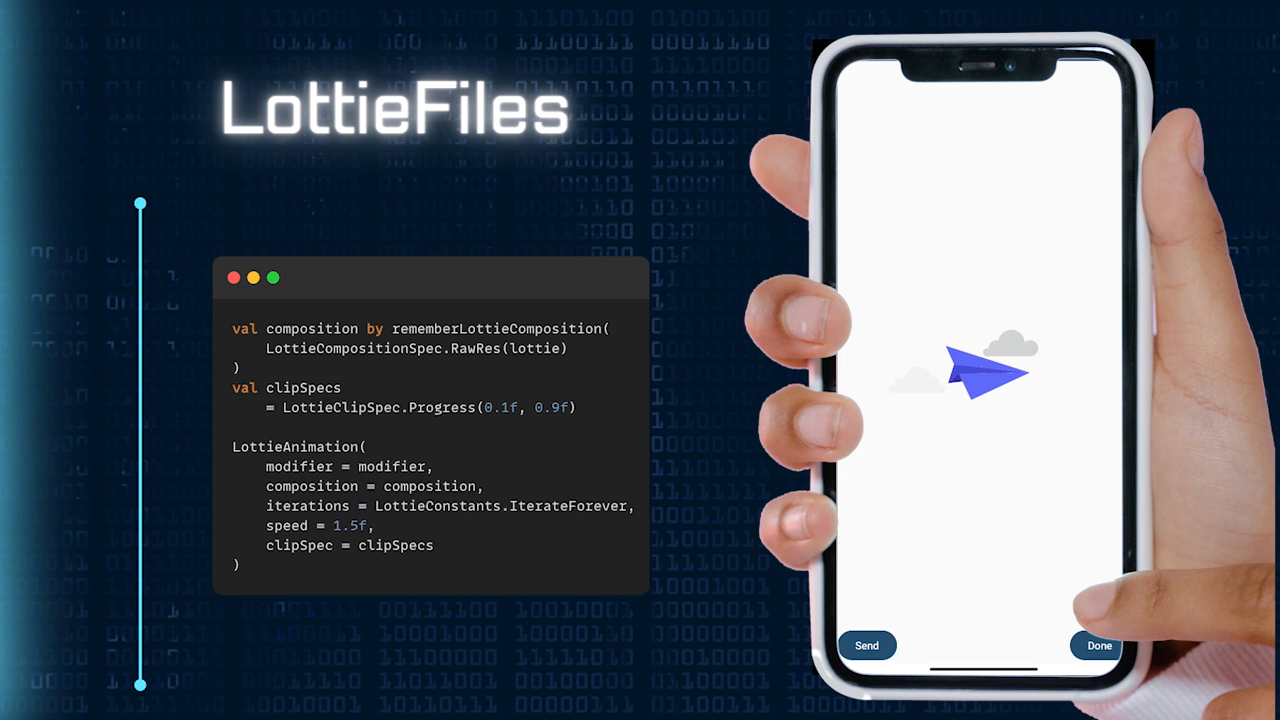 LottieFiles
val composition by rememberLottieComposition(
    LottieCompositionSpec.RawRes(lottie)
)
val clipSpecs
    = LottieClipSpec.Progress(0.1f, 0.9f)
LottieAnimation(
    modifier = modifier,
    composition = composition,
    iterations = LottieConstants.IterateForever,
    speed = 1.5f,
    clipSpec = clipSpecs
)
Send
Done